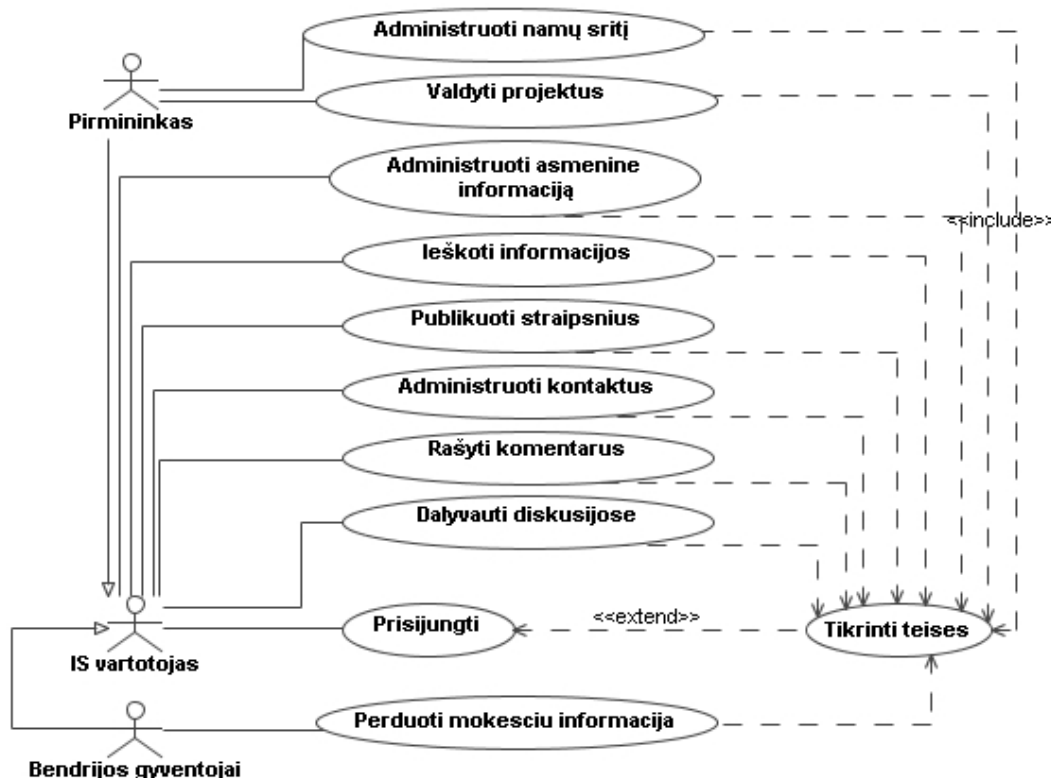 Administruoti namų sritį
Valdyti projektus
Pirmininkas
Administruoti asmenine
informaciją
<<include>>
Ieškoti informacijos
Publikuoti straipsnius
Administruoti kontaktus
Rašyti komentarus
Dalyvauti diskusijose
<<extend>>
Prisijungti
Tikrinti teises
IS vartotojas
Perduoti mokesciu informacija
Bendrijos gyventojai